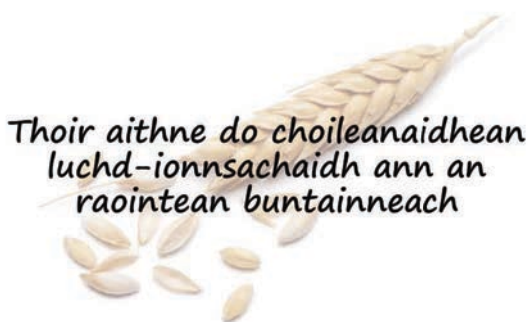 Thoir aithne do choileanaidhean
luchd-ionnsachaidh ann an
raointean buntainneach